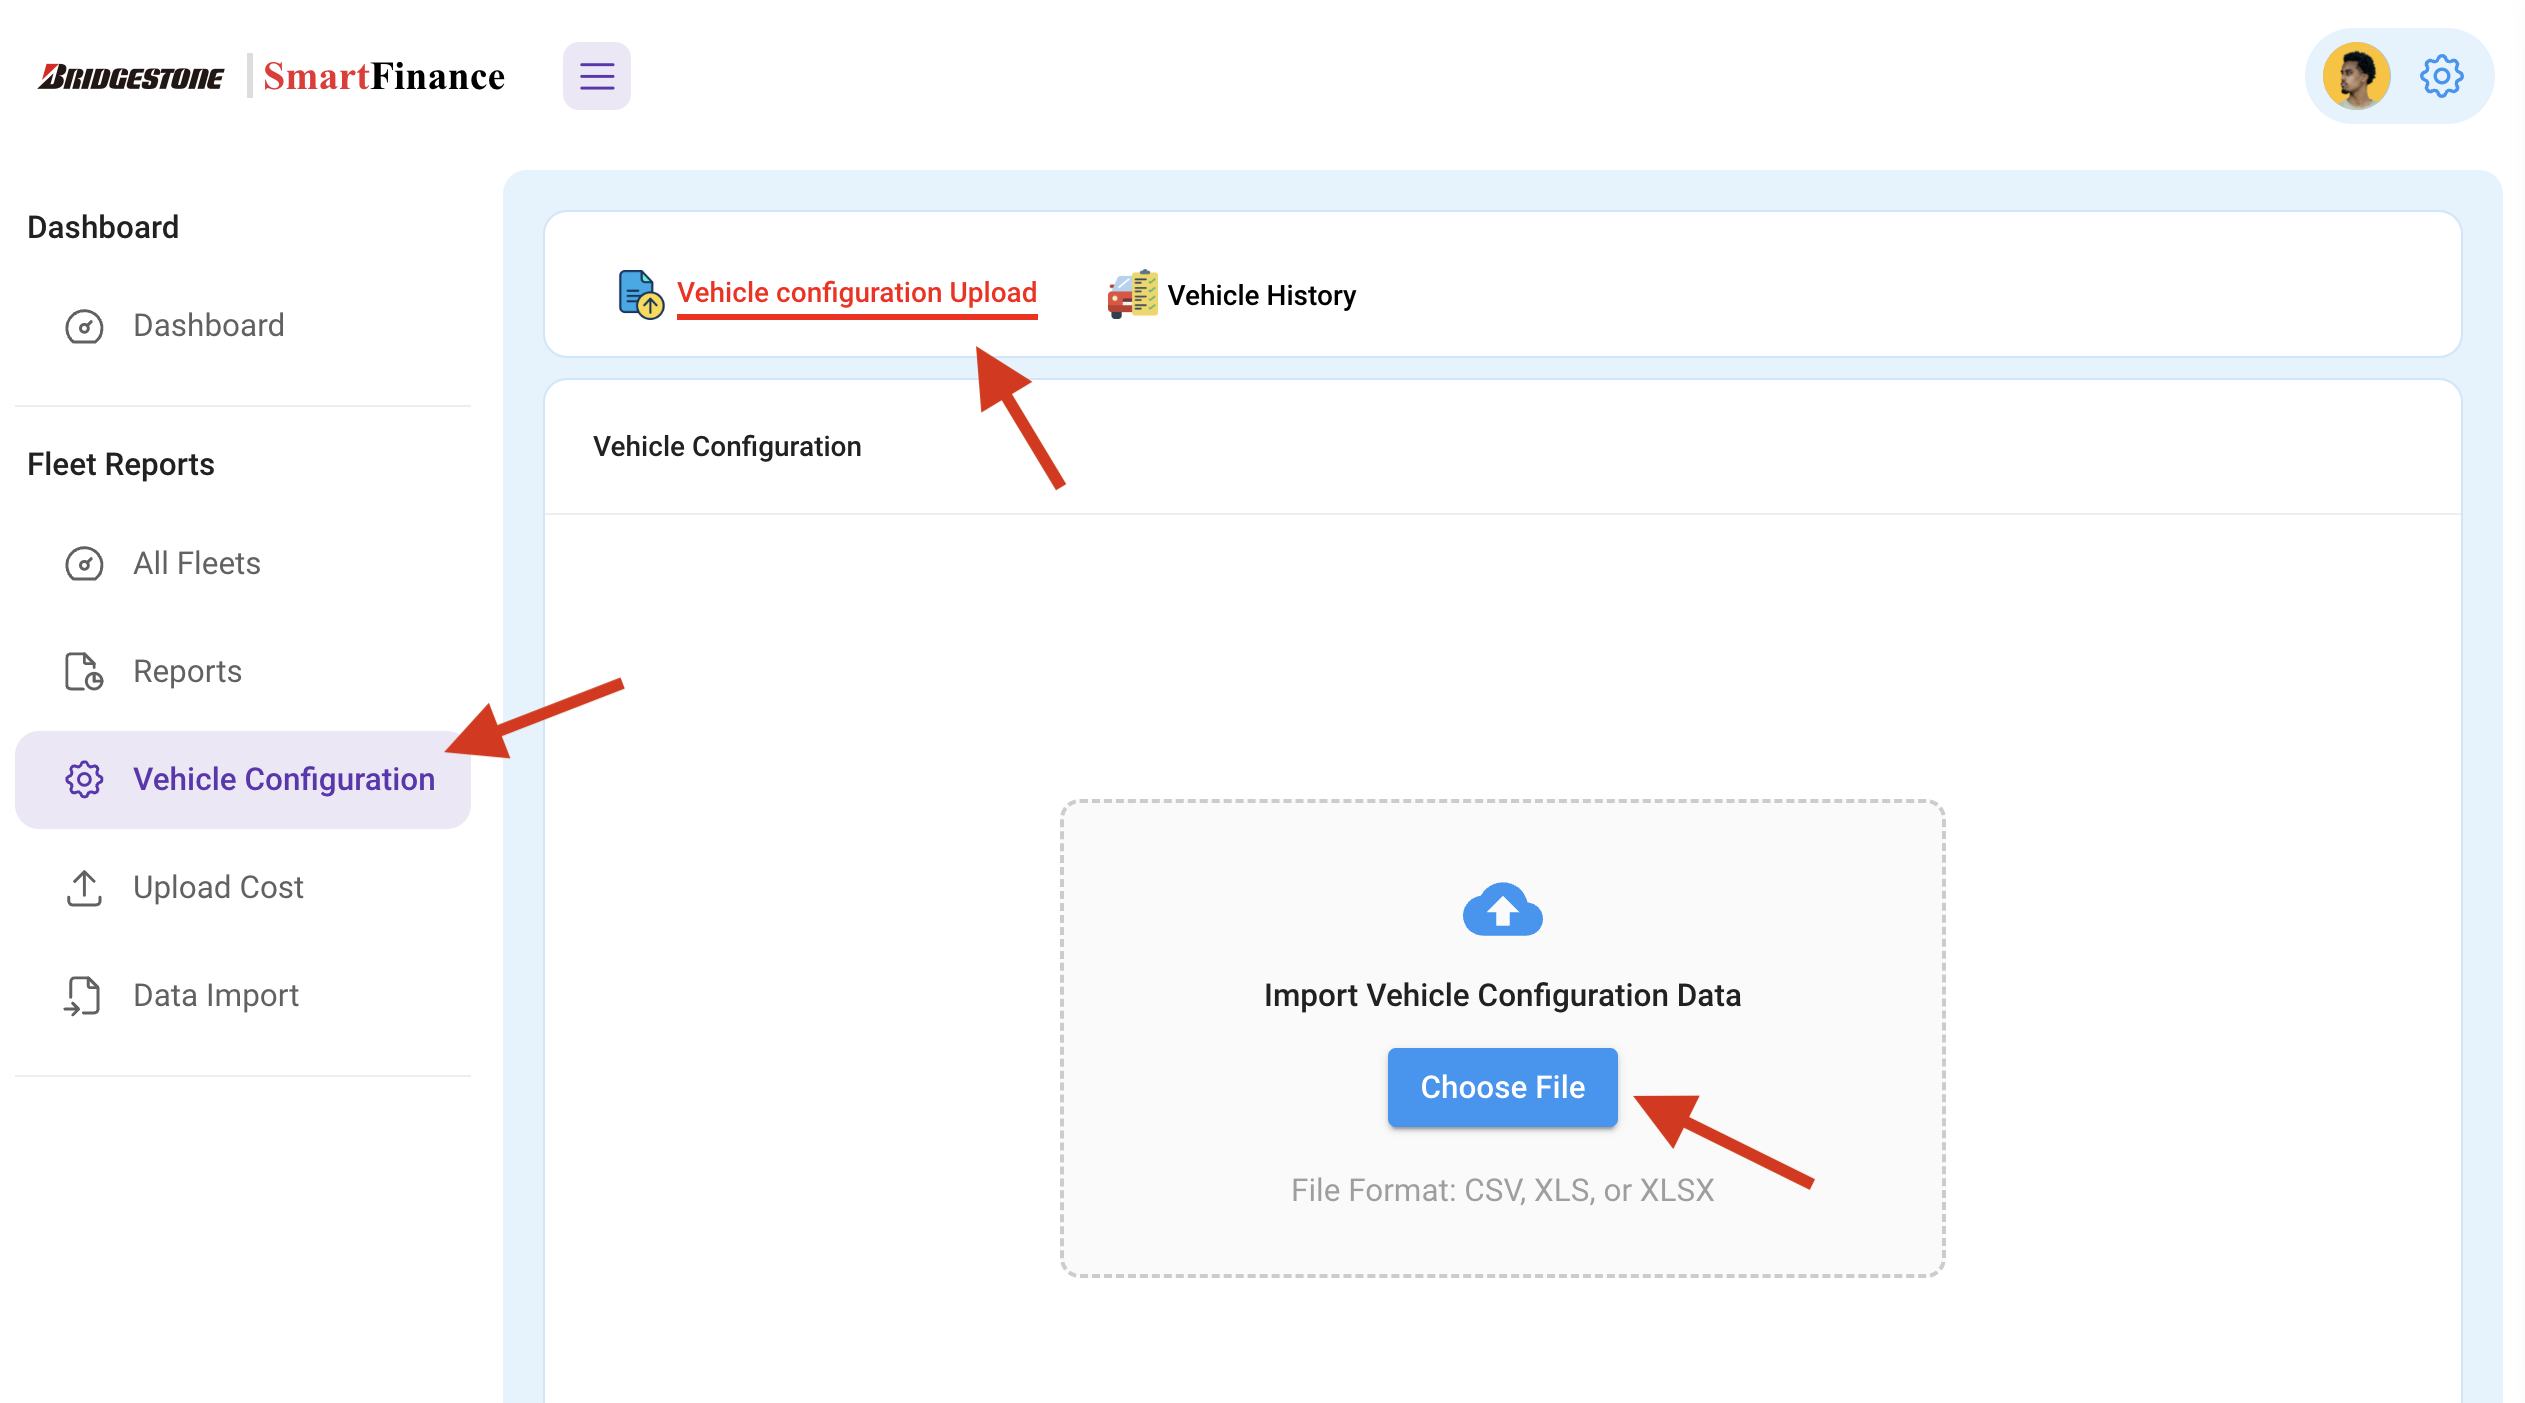 BRIDGESTONE SmartFinance
Dashboard
Dashboard
Fleet Reports
All Fleets
Reports
Vehicle Configuration
Upload Cost
Data Import
Vehicle configuration Upload
Vehicle History
Vehicle Configuration
Import Vehicle Configuration Data
Choose File
File Format: CSV, XLS, or XLSX